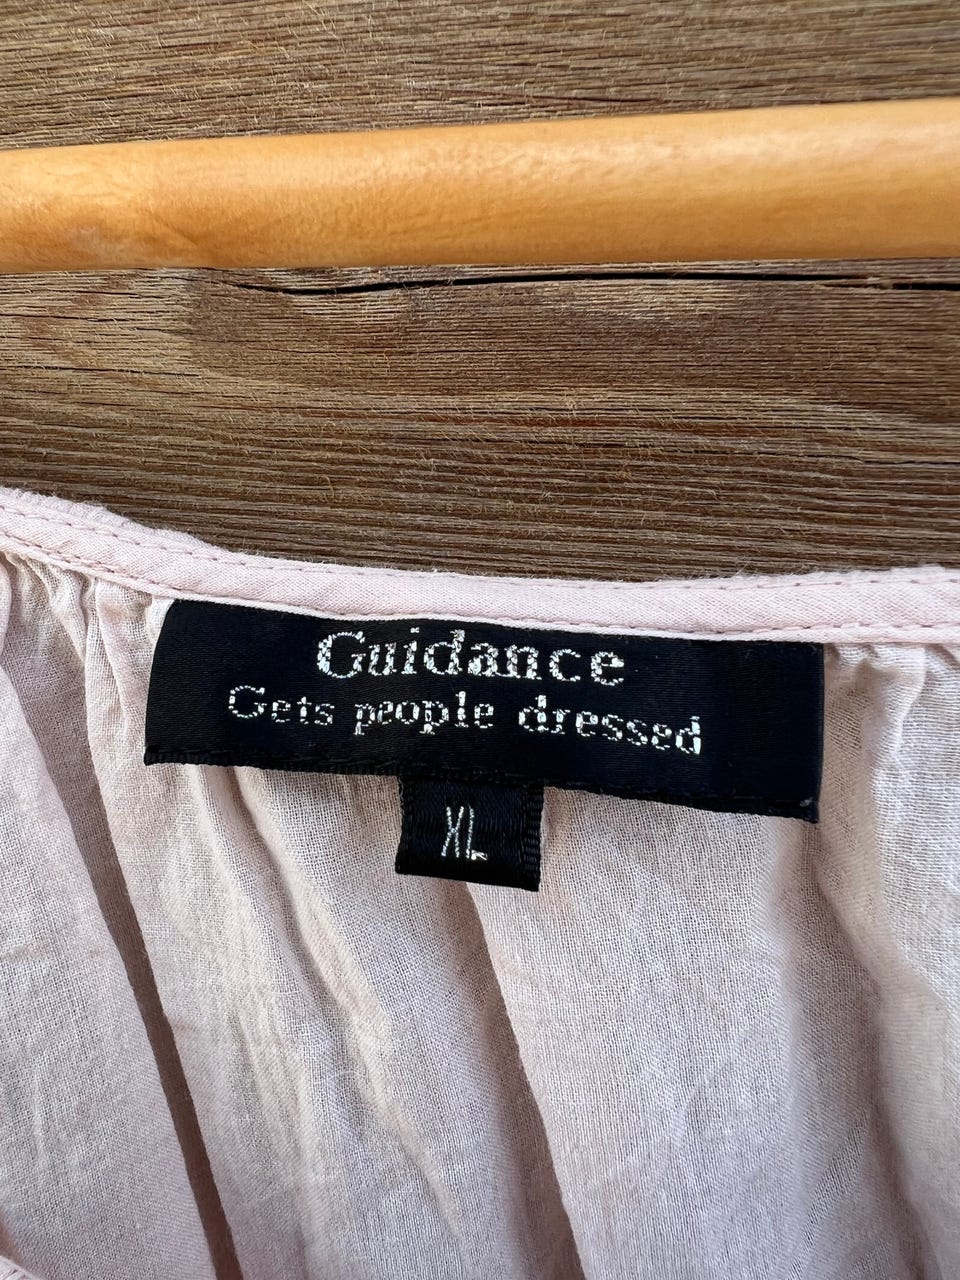 Guidance
Gets people dressed
XL